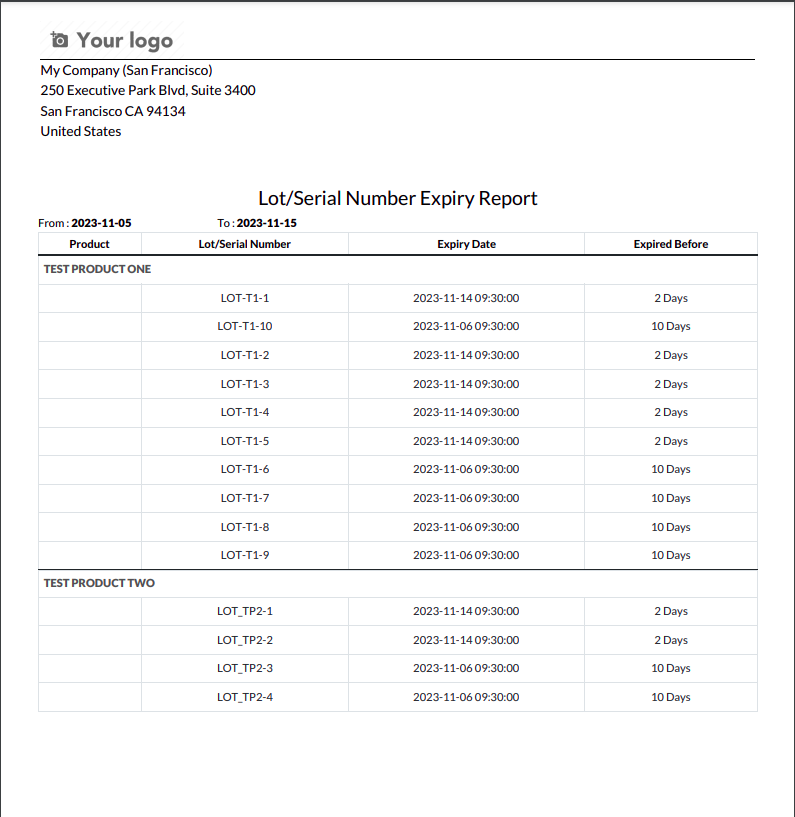 Your logo
My Company (San Francisco)
250 Executive Park Blvd, Suite 3400
San Francisco CA 94134
United States
Lot/Serial Number Expiry Report
From : 2023-11-05 To : 2023-11-15
Product Lot/Serial Number Expiry Date Expired Before
TEST PRODUCT ONE
LOT-T1-1 2023-11-14 09:30:00 2 Days
LOT-T1-10 2023-11-06 09:30:00 10 Days
LOT-T1-2 2023-11-14 09:30:00 2 Days
LOT-T1-3 2023-11-14 09:30:00 2 Days
LOT-T1-4 2023-11-14 09:30:00 2 Days
LOT-T1-5 2023-11-14 09:30:00 2 Days
LOT-T1-6 2023-11-06 09:30:00 10 Days
LOT-T1-7 2023-11-06 09:30:00 10 Days
LOT-T1-8 2023-11-06 09:30:00 10 Days
LOT-T1-9 2023-11-06 09:30:00 10 Days
TEST PRODUCT TWO
LOT_TP2-1 2023-11-14 09:30:00 2 Days
LOT_TP2-2 2023-11-14 09:30:00 2 Days
LOT_TP2-3 2023-11-06 09:30:00 10 Days
LOT_TP2-4 2023-11-06 09:30:00 10 Days